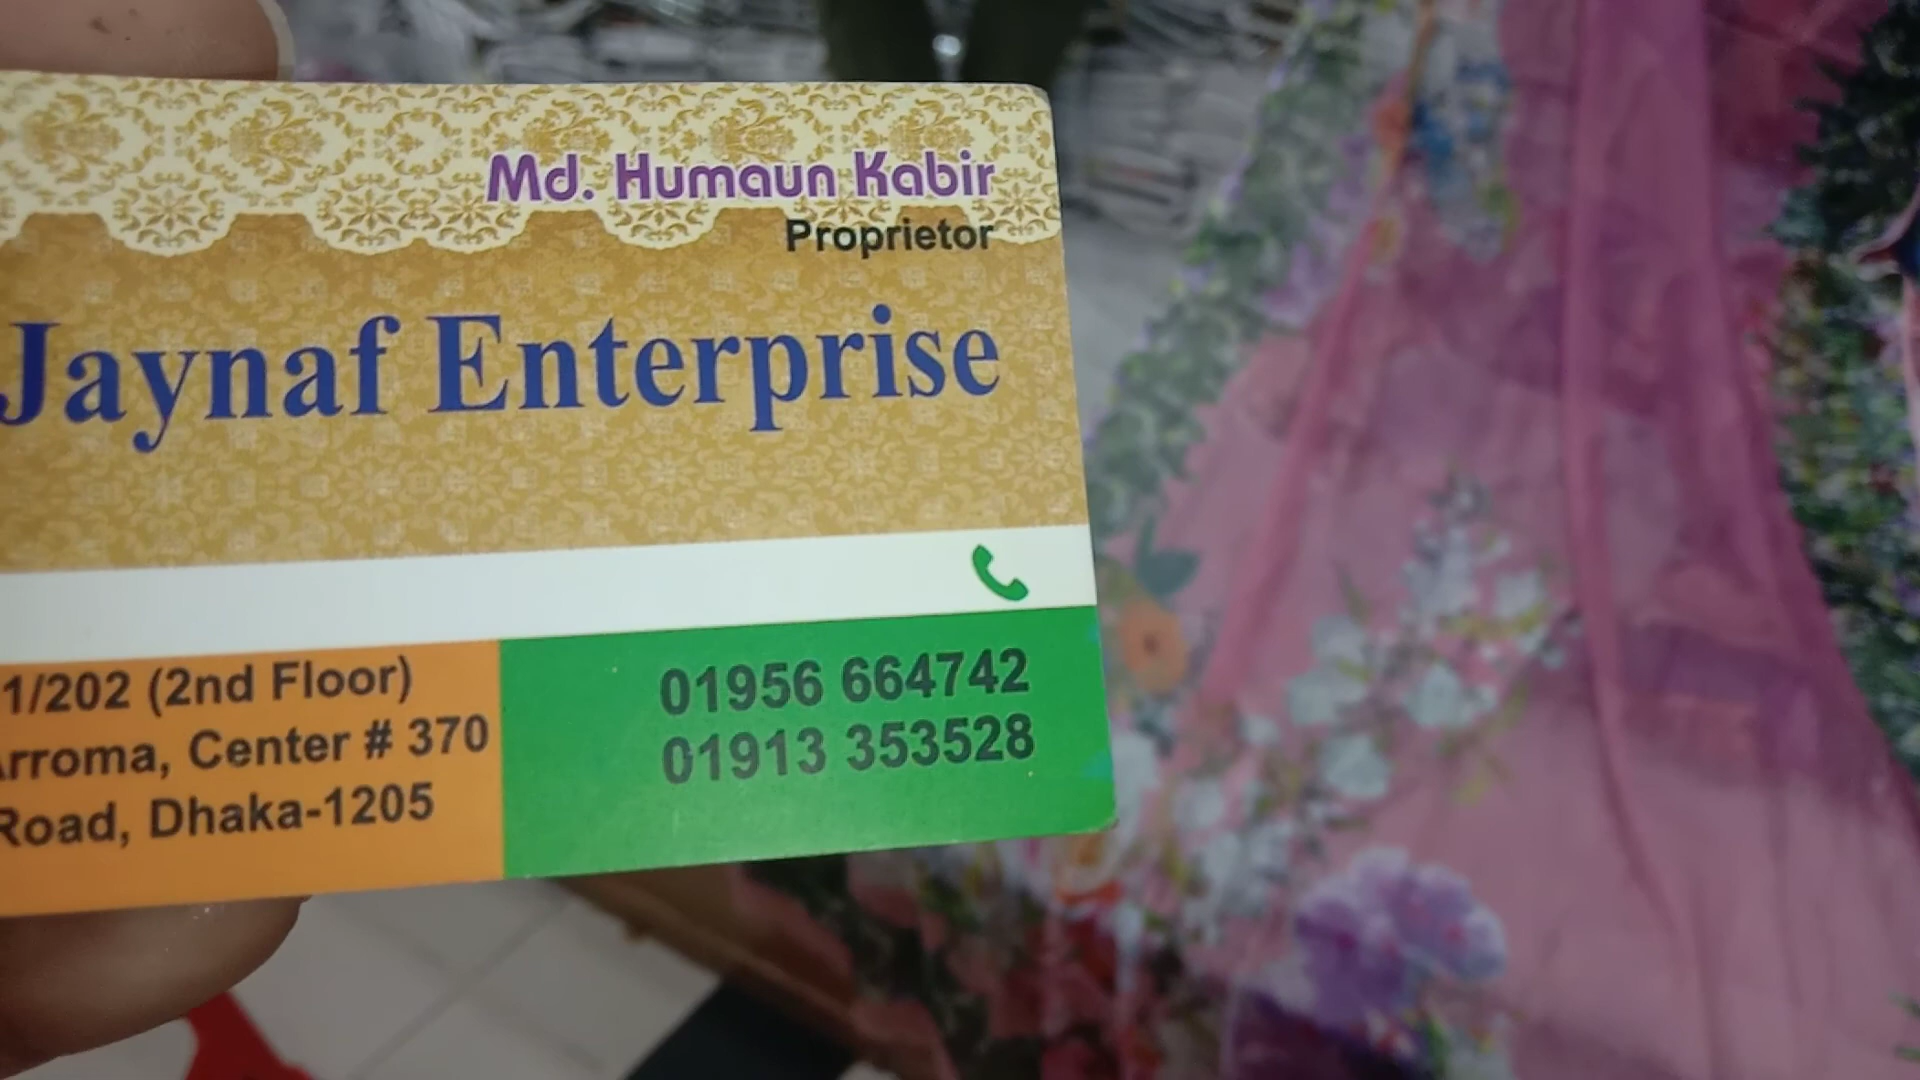 Md. Humaun Kabir
Proprietor
Jaynaf Enterprise
1/202 (2nd Floor)
rroma, Center # 370
Road, Dhaka-1205
01956 664742
01913 353528